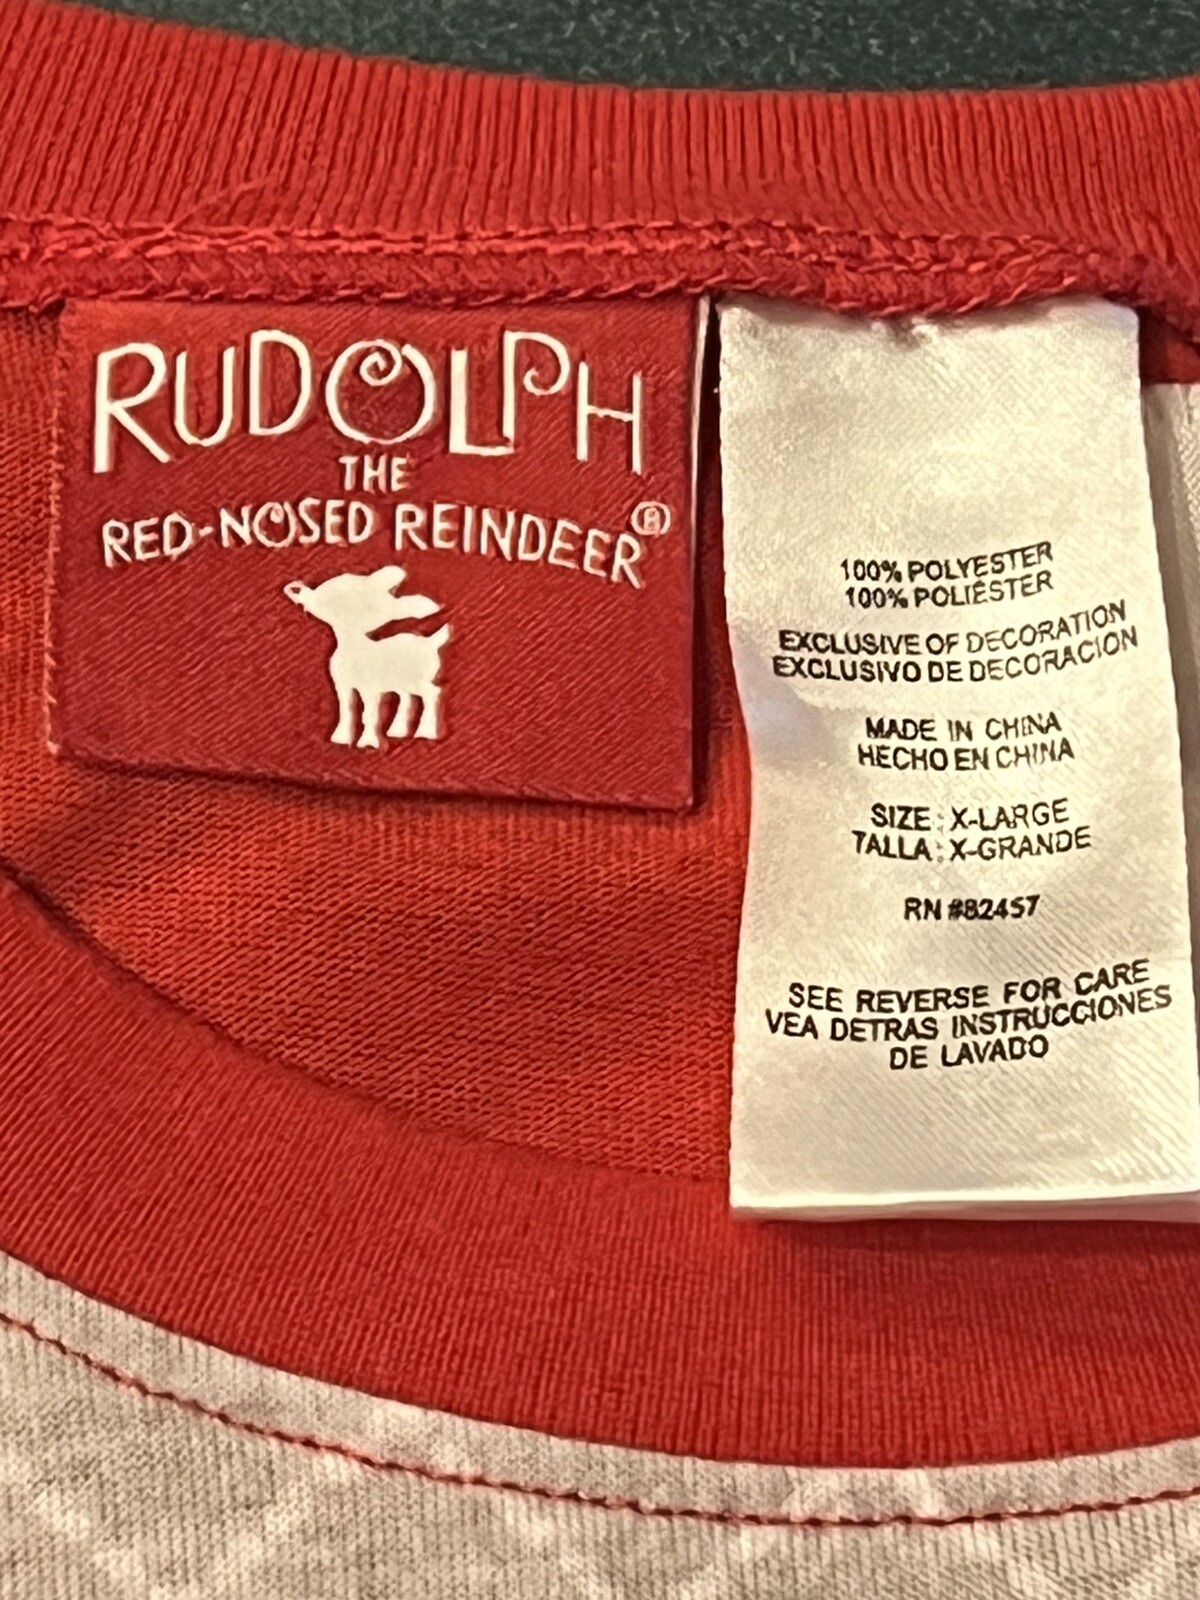 RUDOLPH
THE
RED-NOSED REINDEER®
100% POLYESTER
100% POLIÉSTER
EXCLUSIVE OF DECORATION
EXCLUSIVO DE DECORACION
MADE IN CHINA
HECHO EN CHINA
SIZE: X-LARGE
TALLA: X-GRANDE
RN #82457
SEE REVERSE FOR CARE
VEA DETRAS INSTRUCCIONES
DE LAVADO